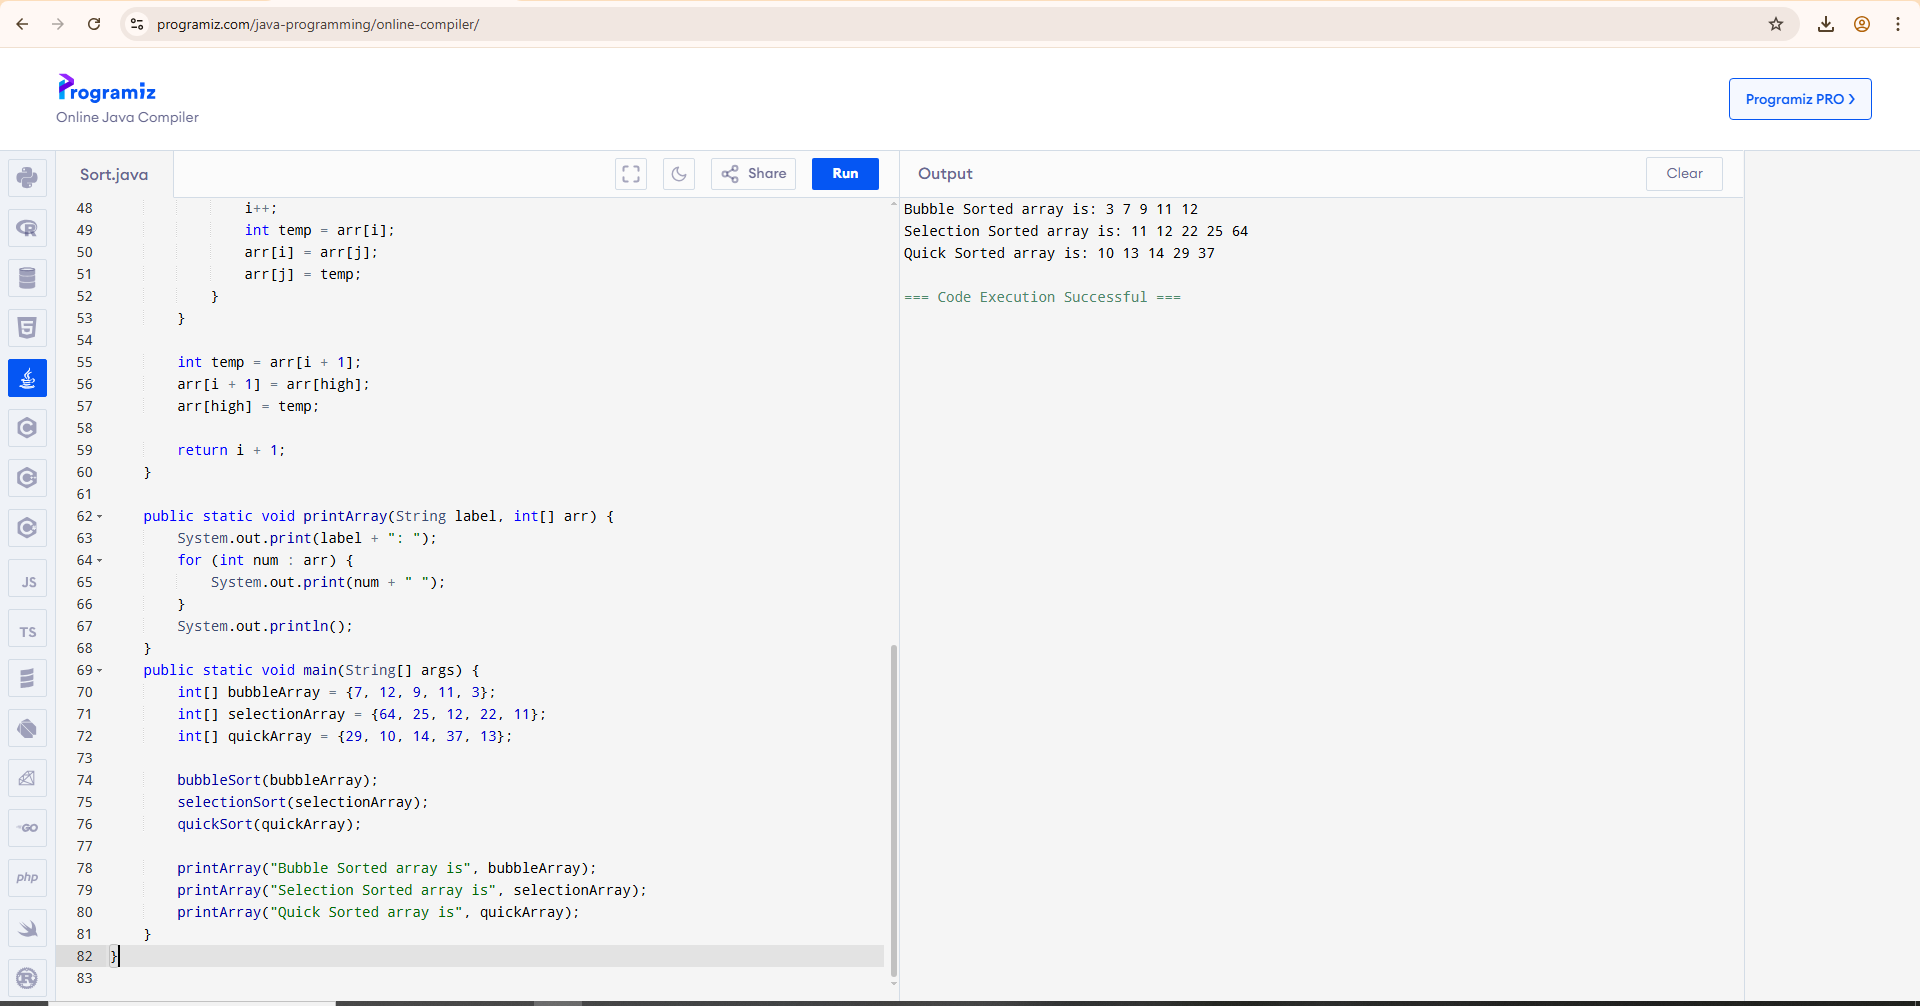 programiz.com/java-programming/online-compiler/
Programiz
Online Java Compiler
Programiz PRO ❯
Sort.java
Share
Run
Output
Clear
48 i++;
49 int temp = arr[i];
50 arr[i] = arr[j];
51 arr[j] = temp;
52 }
53 }
54
55 int temp = arr[i + 1];
56 arr[i + 1] = arr[high];
57 arr[high] = temp;
58
59 return i + 1;
60 }
61
62 public static void printArray(String label, int[] arr) {
63 System.out.print(label + ": ");
64 for (int num : arr) {
65 System.out.print(num + " ");
66 }
67 System.out.println();
68 }
69 public static void main(String[] args) {
70 int[] bubbleArray = {7, 12, 9, 11, 3};
71 int[] selectionArray = {64, 25, 12, 22, 11};
72 int[] quickArray = {29, 10, 14, 37, 13};
73
74 bubbleSort(bubbleArray);
75 selectionSort(selectionArray);
76 quickSort(quickArray);
77
78 printArray("Bubble Sorted array is", bubbleArray);
79 printArray("Selection Sorted array is", selectionArray);
80 printArray("Quick Sorted array is", quickArray);
81 }
82 }
83
Bubble Sorted array is: 3 7 9 11 12
Selection Sorted array is: 11 12 22 25 64
Quick Sorted array is: 10 13 14 29 37
=== Code Execution Successful ===
R
5
C
C
C
JS
TS
GO
php
R